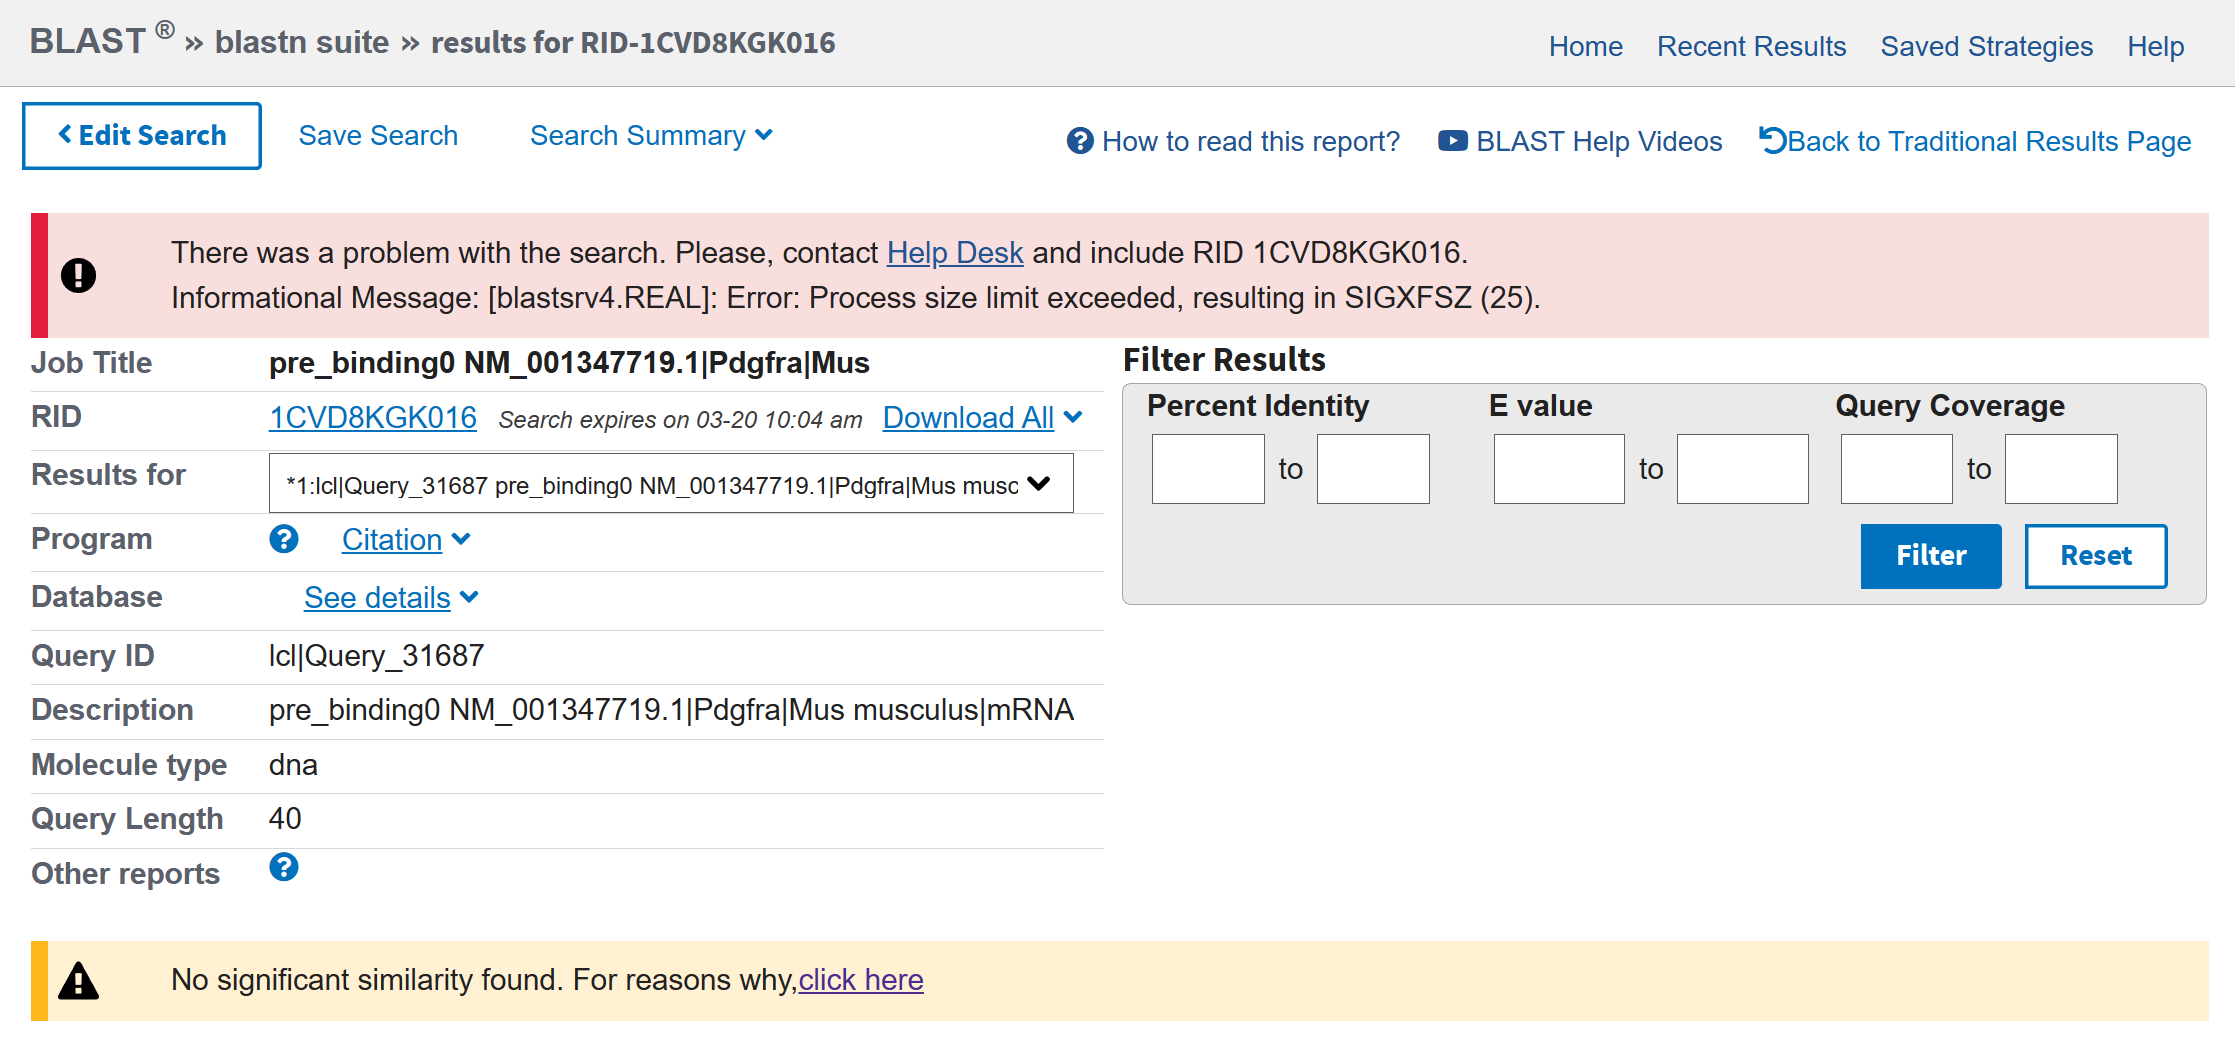 BLAST ® » blastn suite » results for RID-1CVD8KGK016
Home Recent Results Saved Strategies Help
Edit Search Save Search Search Summary
How to read this report? BLAST Help Videos Back to Traditional Results Page
There was a problem with the search. Please, contact Help Desk and include RID 1CVD8KGK016.
Informational Message: [blastsrv4.REAL]: Error: Process size limit exceeded, resulting in SIGXFSZ (25).
Job Title pre_binding0 NM_001347719.1|Pdgfra|Mus
RID 1CVD8KGK016 Search expires on 03-20 10:04 am Download All
Results for *1:lcl|Query_31687 pre_binding0 NM_001347719.1|Pdgfra|Mus musc
Program Citation
Database See details
Query ID lcl|Query_31687
Description pre_binding0 NM_001347719.1|Pdgfra|Mus musculus|mRNA
Molecule type dna
Query Length 40
Other reports
Filter Results
Percent Identity E value Query Coverage
to to to
Filter Reset
No significant similarity found. For reasons why,click here